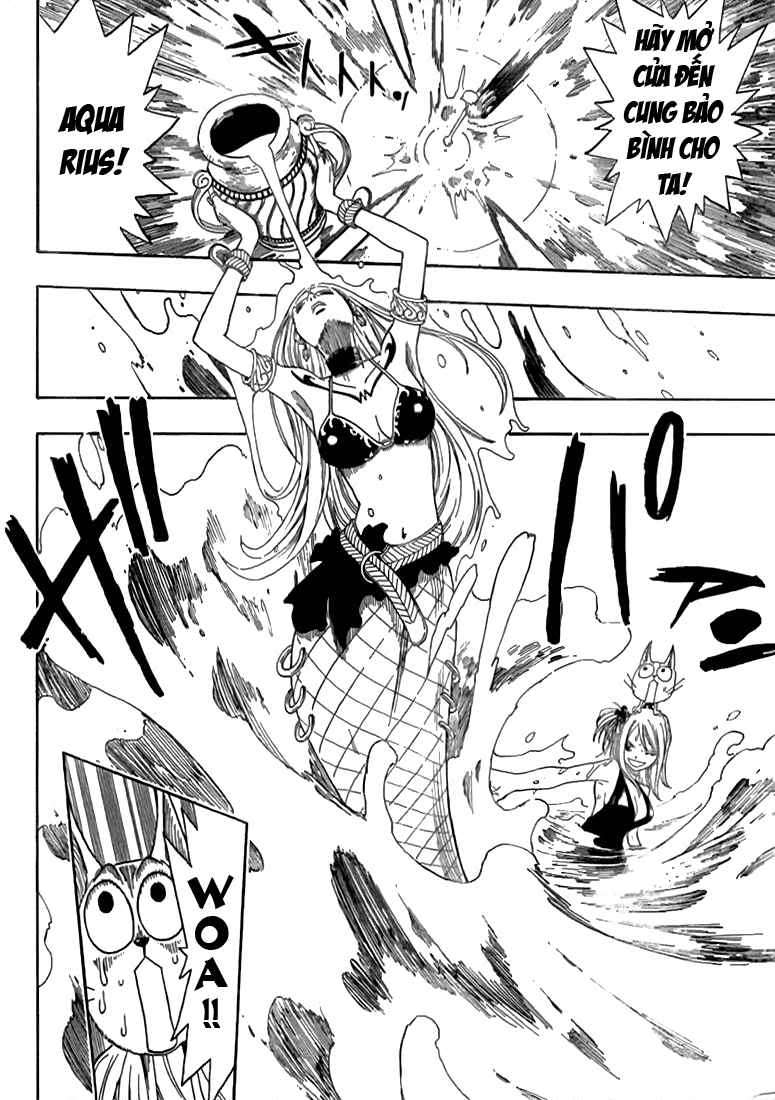 HÃY MỞ
CỬA ĐẾN
CUNG BẢO
BÌNH CHO
TA!
AQUA
RIUS!
WOA!!